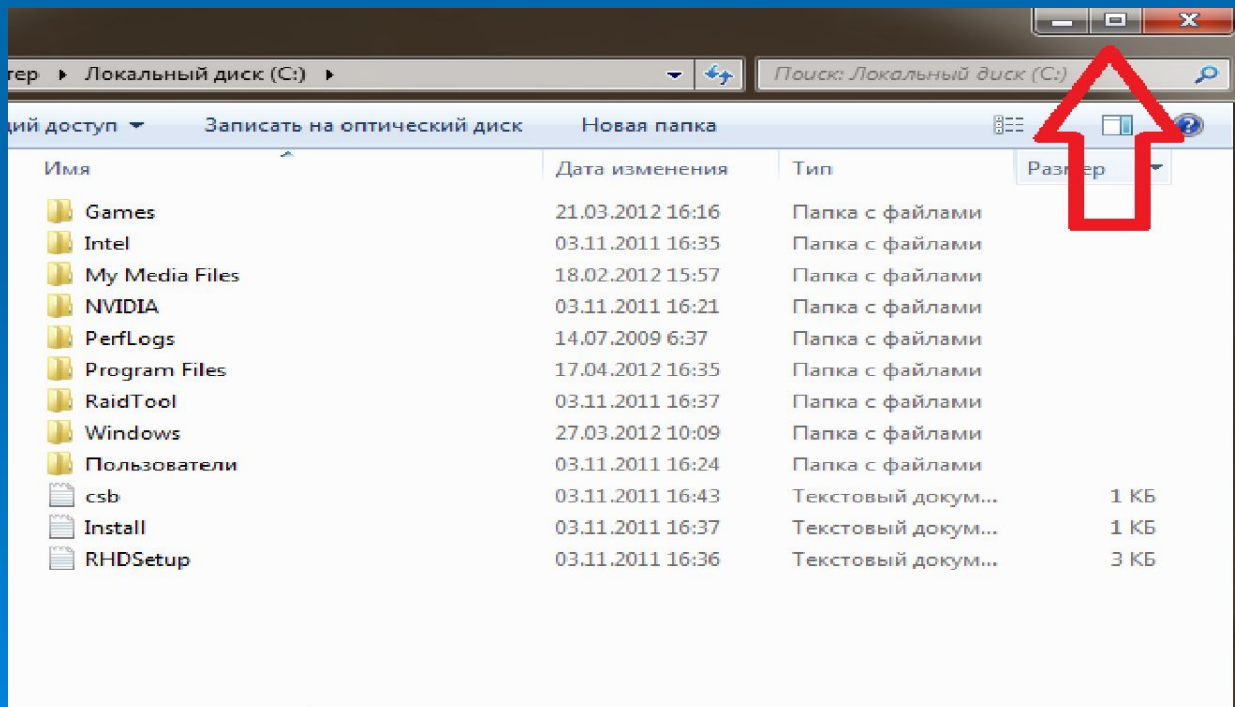 тер ▸ Локальный диск (C:) ▸ Поиск: Локальный диск (C:)
щий доступ Записать на оптический диск Новая папка
Имя Дата изменения Тип Размер
Games 21.03.2012 16:16 Папка с файлами
Intel 03.11.2011 16:35 Папка с файлами
My Media Files 18.02.2012 15:57 Папка с файлами
NVIDIA 03.11.2011 16:21 Папка с файлами
PerfLogs 14.07.2009 6:37 Папка с файлами
Program Files 17.04.2012 16:35 Папка с файлами
RaidTool 03.11.2011 16:37 Папка с файлами
Windows 27.03.2012 10:09 Папка с файлами
Пользователи 03.11.2011 16:24 Папка с файлами
csb 03.11.2011 16:43 Текстовый докум... 1 КБ
Install 03.11.2011 16:37 Текстовый докум... 1 КБ
RHDSetup 03.11.2011 16:36 Текстовый докум... 3 КБ